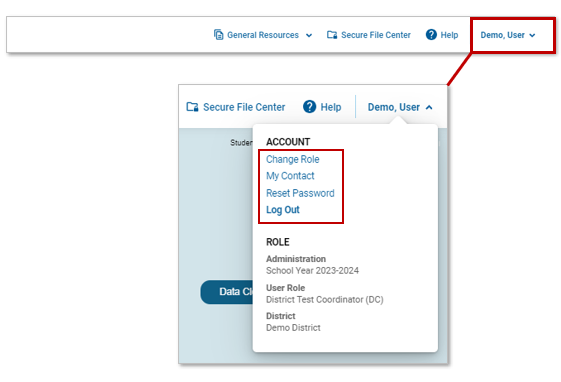 General Resources Secure File Center Help Demo, User
Secure File Center Help Demo, User
Studen
ACCOUNT
Change Role
My Contact
Reset Password
Log Out
ROLE
Administration
School Year 2023-2024
User Role
Data Cl
District Test Coordinator (DC)
District
Demo District